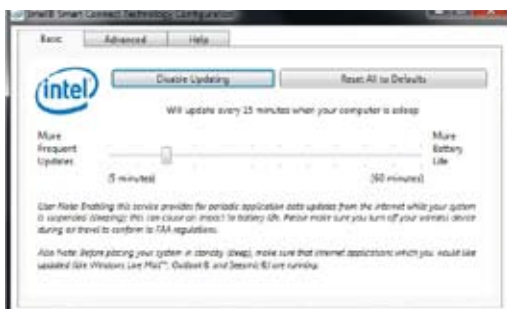 Intel® Smart Connect Technology Configuration
Basic Advanced Help
intel
Disable Updating Reset All to Defaults
Will update every 15 minutes when your computer is asleep
More Frequent Updates
More Battery Life
(5 minutes) (60 minutes)
User Note: Enabling this service provides for periodic application data updates from the internet while your system
is suspended (sleeping); this can cause an impact to battery life. Please make sure you turn off your wireless device
during air travel to conform to FAA regulations.
Also Note: Before placing your system in standby (sleep), make sure that internet applications which you would like
updated like Windows Live Mail™, Outlook® and Seesmic®) are running.